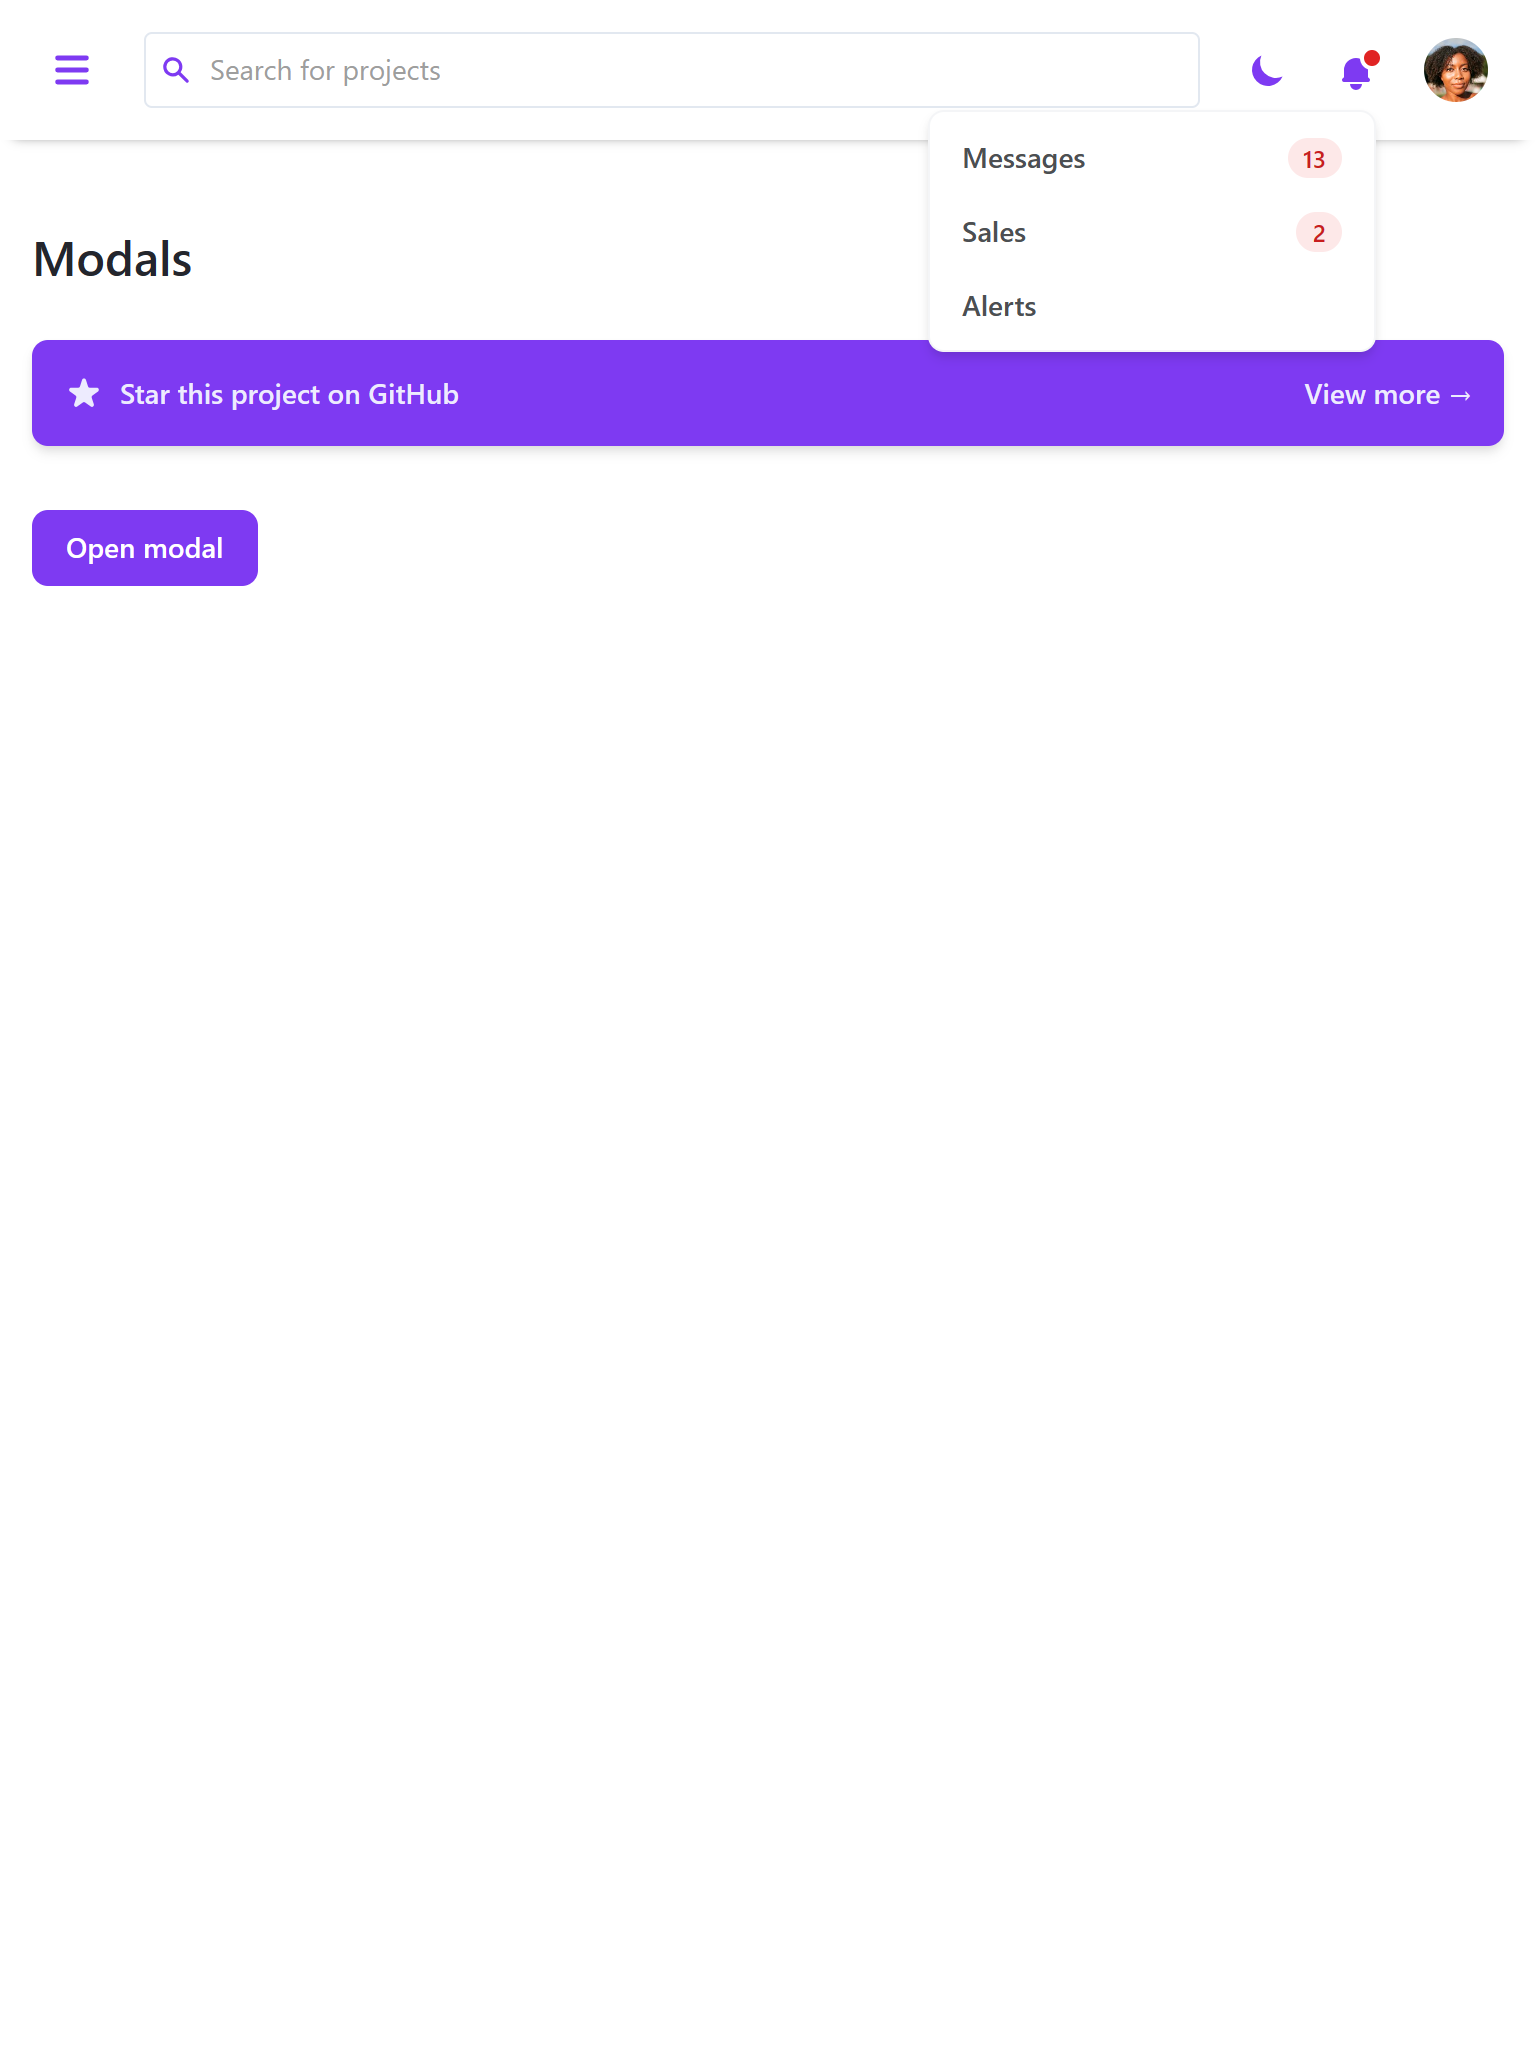 Search for projects
Messages 13
Sales 2
Alerts
Modals
Star this project on GitHub View more →
Open modal